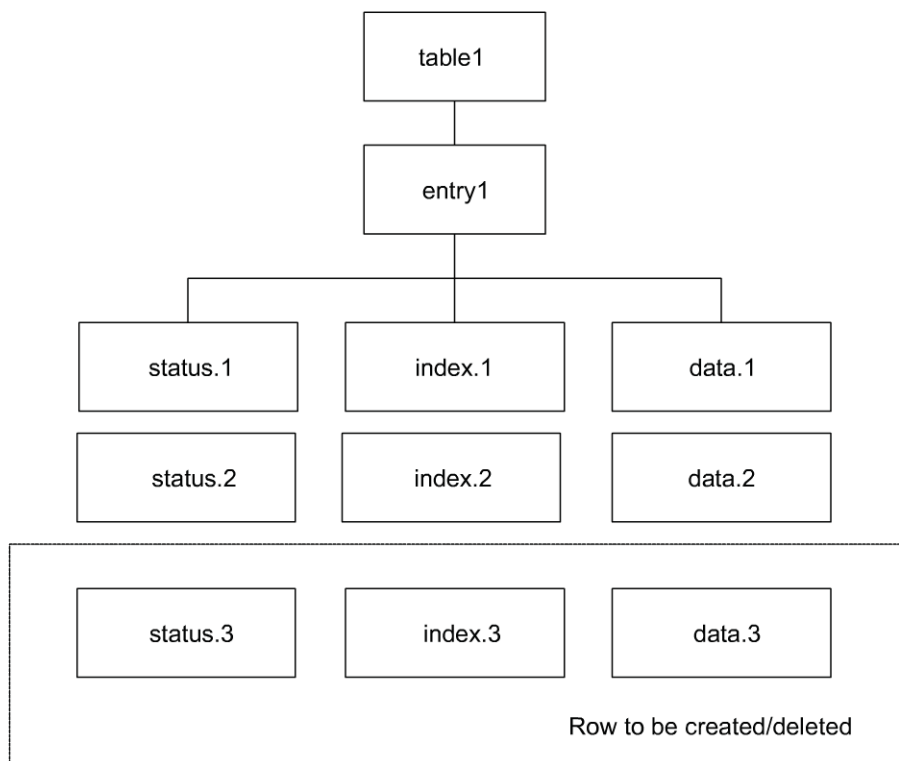 table1
entry1
status.1
index.1
data.1
status.2
index.2
data.2
status.3
index.3
data.3
Row to be created/deleted